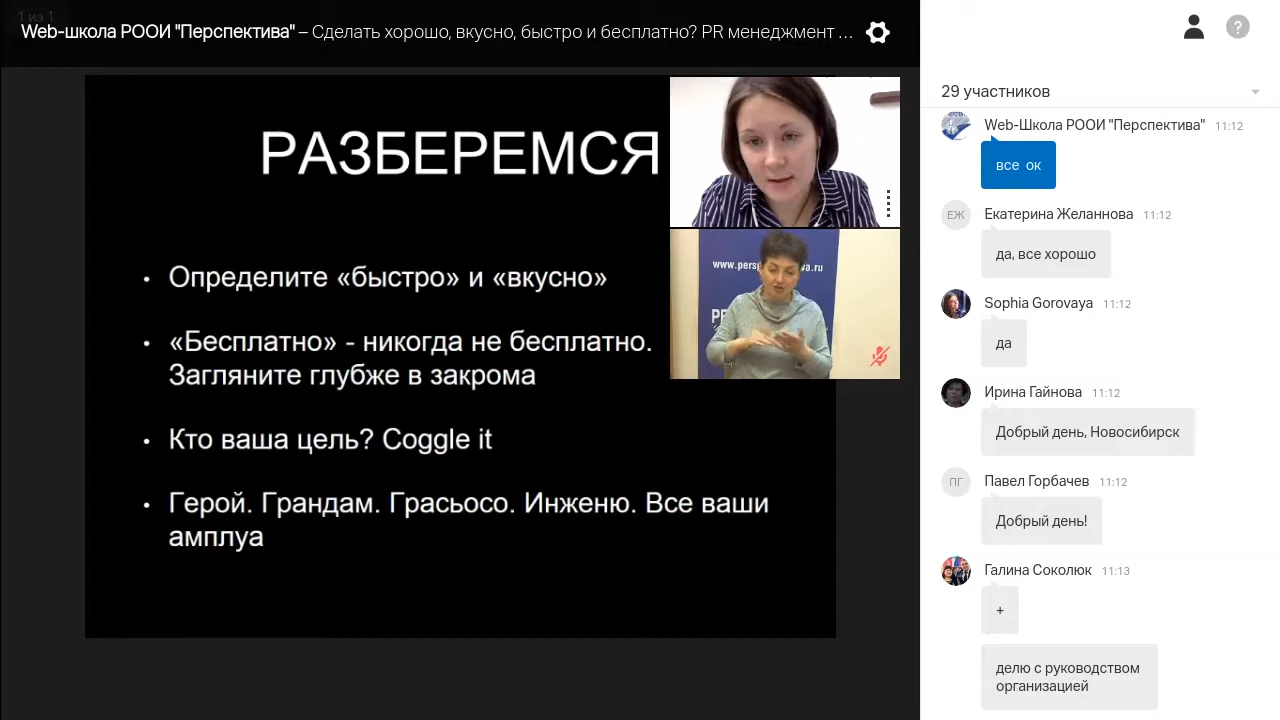 1 из 1
Web-школа РООИ "Перспектива" – Сделать хорошо, вкусно, быстро и бесплатно? PR менеджмент ...
РАЗБЕРЕМСЯ
• Определите «быстро» и «вкусно»
• «Бесплатно» - никогда не бесплатно.
Загляните глубже в закрома
• Кто ваша цель? Coggle it
• Герой. Грандам. Грасьосо. Инженю. Все ваши
амплуа
?
29 участников
Web-Школа РООИ "Перспектива" 11:12
все ок
ЕЖ
Екатерина Желаннова 11:12
да, все хорошо
Sophia Gorovaya 11:12
да
Ирина Гайнова 11:12
Добрый день, Новосибирск
ПГ
Павел Горбачев 11:12
Добрый день!
Галина Соколюк 11:13
+
делю с руководством
организацией